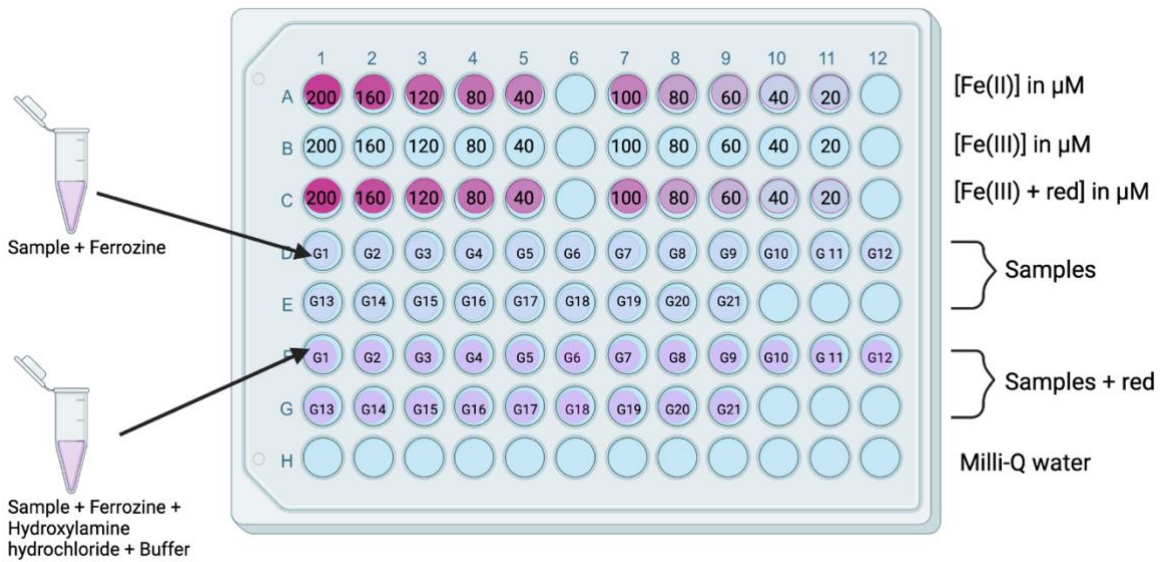 1 2 3 4 5 6 7 8 9 10 11 12
A 200 160 120 80 40 100 80 60 40 20 [Fe(II)] in μM
B 200 160 120 80 40 100 80 60 40 20 [Fe(III)] in μM
C 200 160 120 80 40 100 80 60 40 20 [Fe(III) + red] in μM
Sample + Ferrozine
D G1 G2 G3 G4 G5 G6 G7 G8 G9 G10 G 11 G12
Samples
E G13 G14 G15 G16 G17 G18 G19 G20 G21
F G1 G2 G3 G4 G5 G6 G7 G8 G9 G10 G 11 G12
Samples + red
G G13 G14 G15 G16 G17 G18 G19 G20 G21
H Milli-Q water
Sample + Ferrozine +
Hydroxylamine
hydrochloride + Buffer